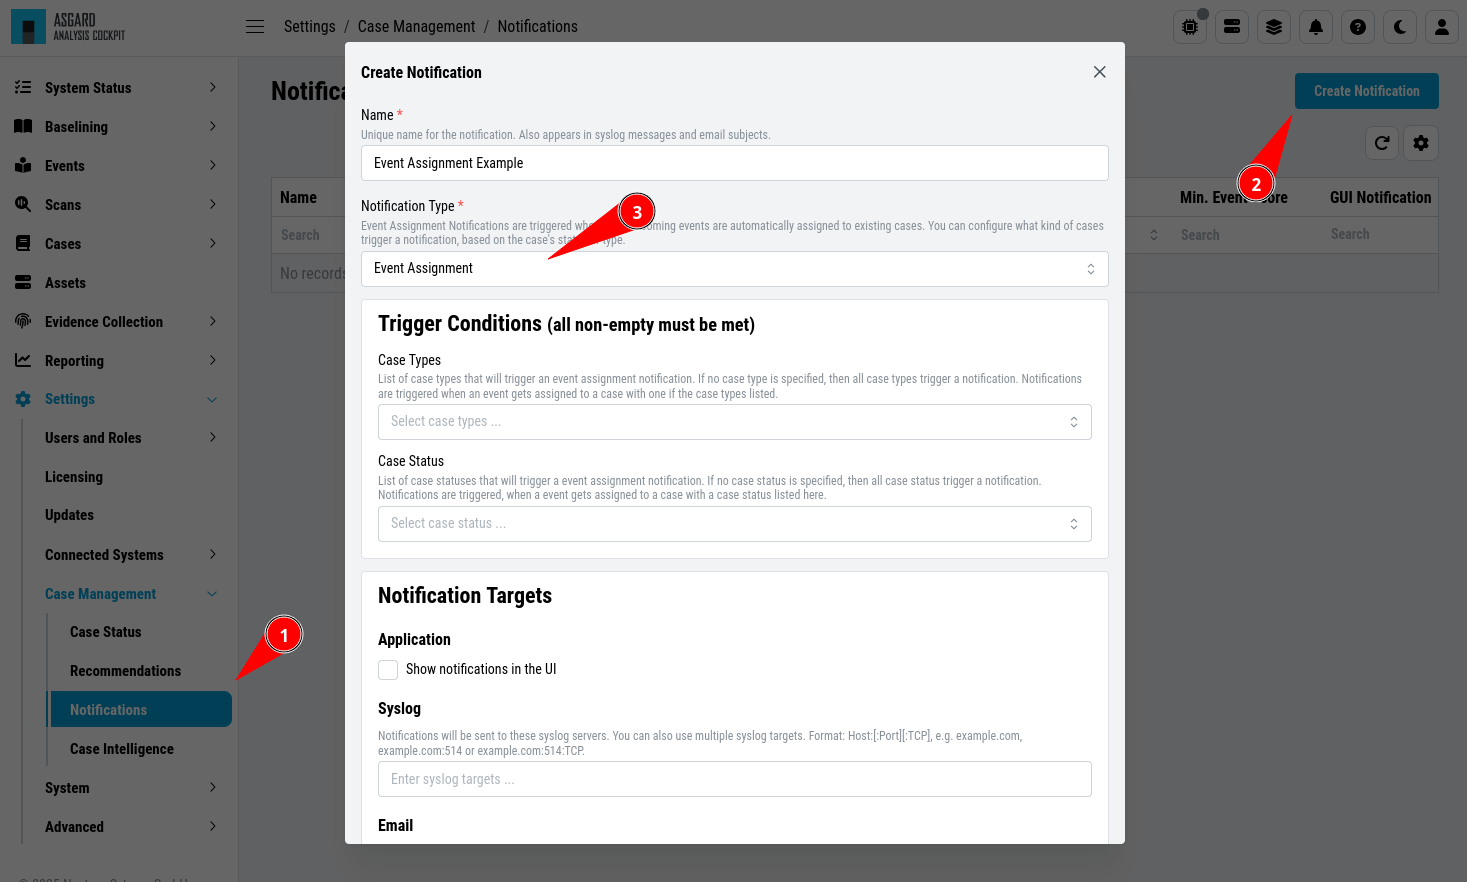 ASGARD
ANALYSIS COCKPIT
Settings / Case Management / Notifications
System Status
Baselining
Events
Scans
Cases
Assets
Evidence Collection
Reporting
Settings
Users and Roles
Licensing
Updates
Connected Systems
Case Management
Case Status
Recommendations
Notifications
Case Intelligence
System
Advanced
1
Create Notification
2
Name
Min. Event
GUI Notification
Search
Search
Search
No records
Create Notification
Name *
Unique name for the notification. Also appears in syslog messages and email subjects.
Event Assignment Example
Notification Type *
3
Event Assignment Notifications are triggered events are automatically assigned to existing cases. You can configure what kind of cases
trigger a notification, based on the case's type.
Event Assignment
Trigger Conditions (all non-empty must be met)
Case Types
List of case types that will trigger an event assignment notification. If no case type is specified, then all case types trigger a notification. Notifications
are triggered when an event gets assigned to a case with one if the case types listed.
Select case types ...
Case Status
List of case statuses that will trigger a event assignment notification. If no case status is specified, then all case status trigger a notification.
Notifications are triggered, when a event gets assigned to a case with a case status listed here.
Select case status ...
Notification Targets
Application
Show notifications in the UI
Syslog
Notifications will be sent to these syslog servers. You can also use multiple syslog targets. Format: Host:[:Port][:TCP], e.g. example.com,
example.com:514 or example.com:514:TCP.
Enter syslog targets ...
Email